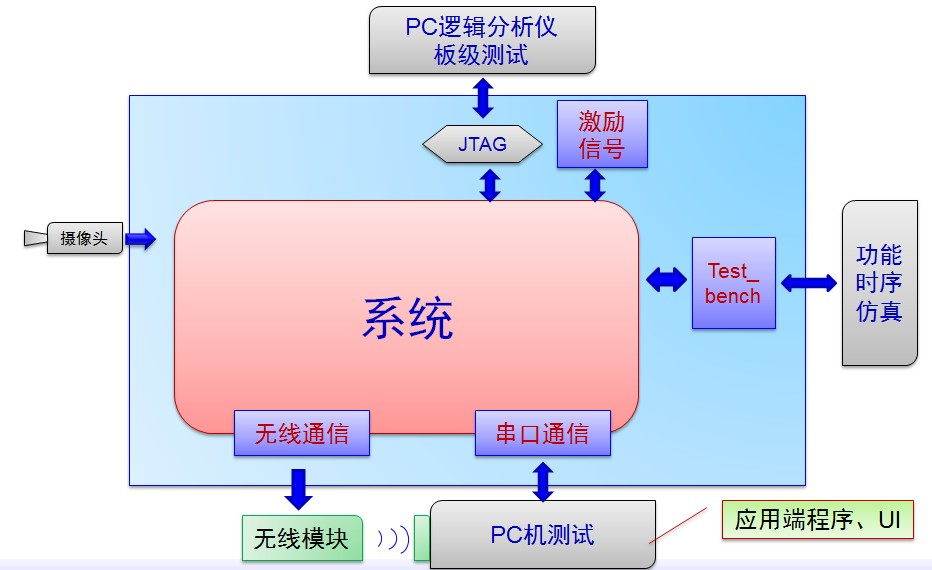 PC逻辑分析仪
板级测试
JTAG
激励
信号
摄像头
系统
Test_
bench
功能
时序
仿真
无线通信
串口通信
无线模块
PC机测试
应用端程序、UI